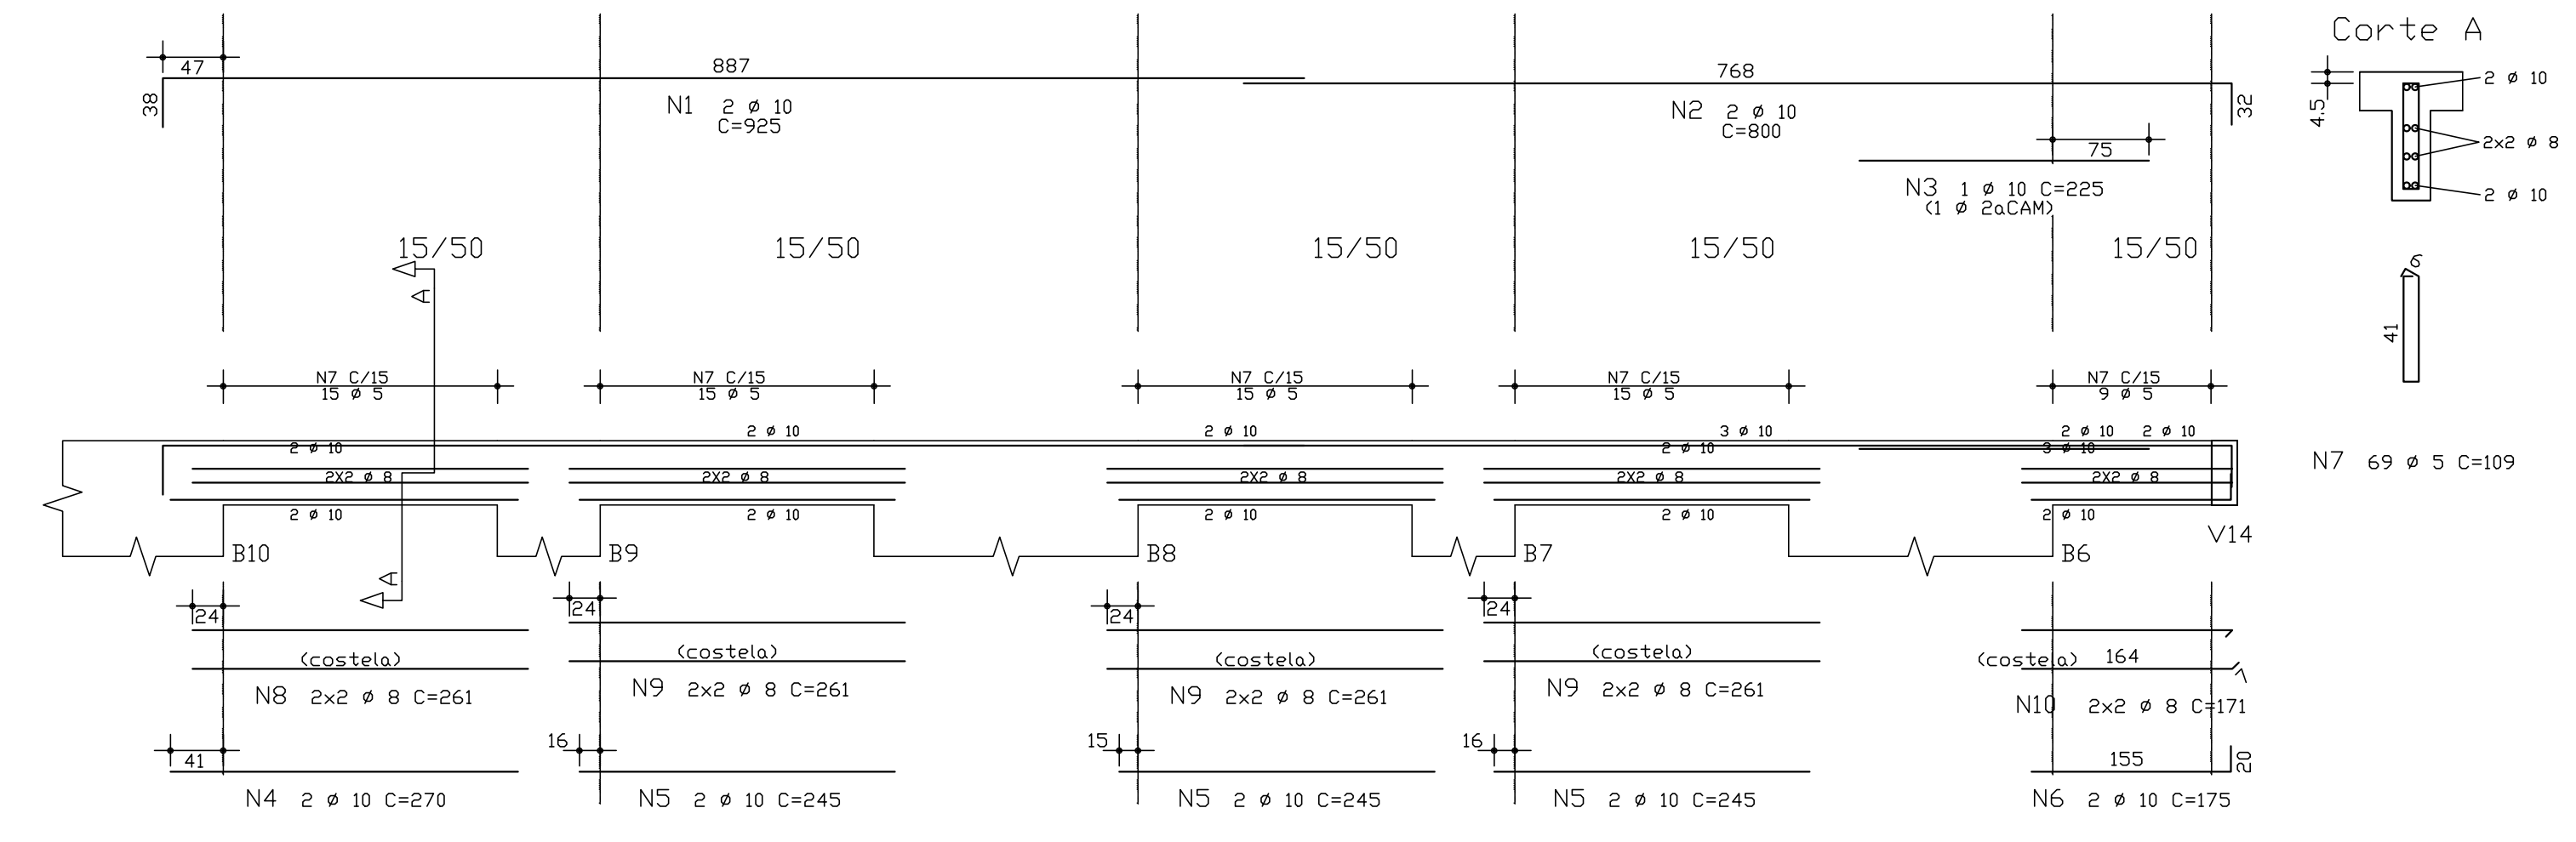 Corte A
47
887
768
2 ø 10
38
N1 2 ø 10
C=925
N2 2 ø 10
C=800
32
4.5
75
2x2 ø 8
N3 1 ø 10 C=225
(1 ø 2aCAM)
2 ø 10
15/50
15/50
15/50
15/50
15/50
6
A
41
N7 C/15
15 ø 5
N7 C/15
15 ø 5
N7 C/15
15 ø 5
N7 C/15
15 ø 5
N7 C/15
9 ø 5
2 ø 10
2 ø 10
3 ø 10
2 ø 10
2 ø 10
2 ø 10
2 ø 10
3 ø 10
N7 69 ø 5 C=109
2X2 ø 8
2X2 ø 8
2X2 ø 8
2X2 ø 8
2X2 ø 8
2 ø 10
2 ø 10
2 ø 10
2 ø 10
2 ø 10
V14
B10
B9
B8
B7
B6
A
24
24
24
24
24
(costela)
(costela)
(costela)
(costela)
(costela)
164
N8 2x2 ø 8 C=261
N9 2x2 ø 8 C=261
N9 2x2 ø 8 C=261
N9 2x2 ø 8 C=261
N10 2x2 ø 8 C=171
7
41
16
15
16
155
20
N4 2 ø 10 C=270
N5 2 ø 10 C=245
N5 2 ø 10 C=245
N5 2 ø 10 C=245
N6 2 ø 10 C=175